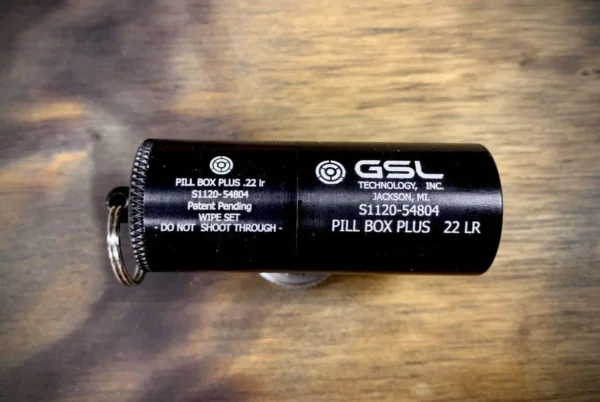 PILL BOX PLUS .22 lr
S1120-54804
Patent Pending
WIPE SET
- DO NOT SHOOT THROUGH -
GSL
TECHNOLOGY, INC.
JACKSON, MI.
S1120-54804
PILL BOX PLUS 22 LR